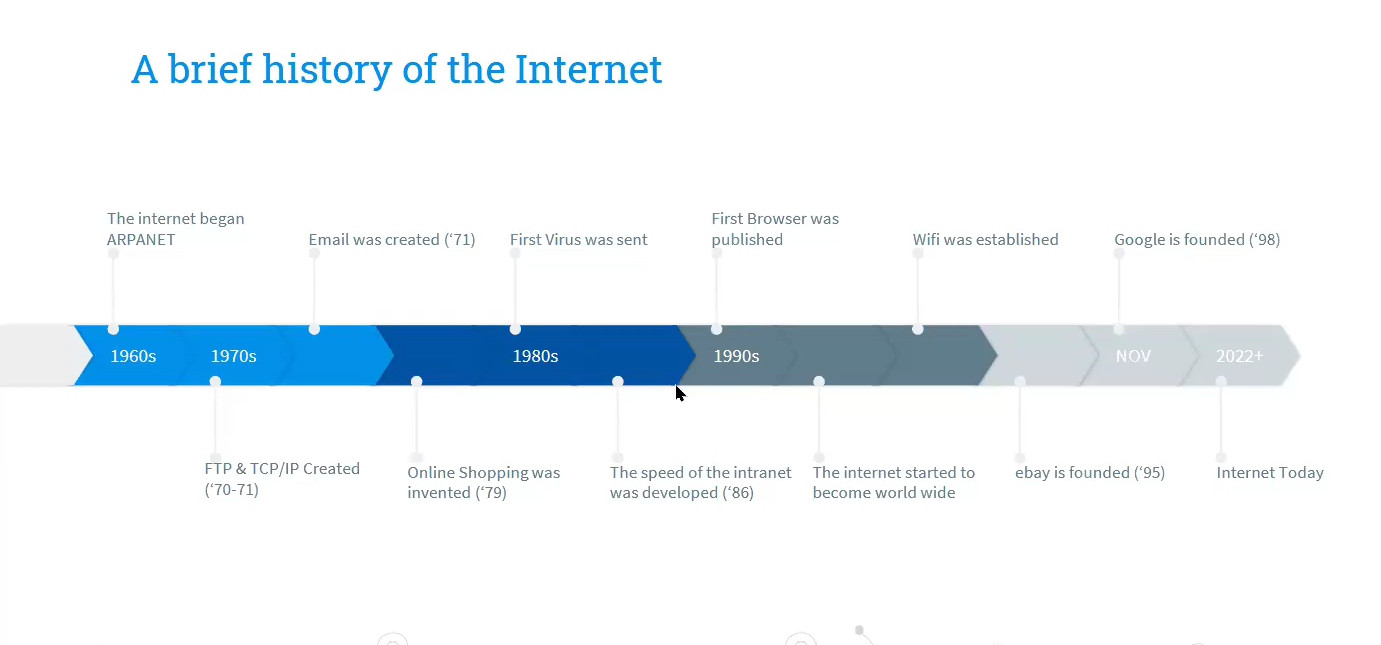 A brief history of the Internet
The internet began
ARPANET
Email was created (‘71)
First Virus was sent
First Browser was
published
Wifi was established
Google is founded (‘98)
1960s
1970s
1980s
1990s
NOV
2022+
FTP & TCP/IP Created
(‘70-71)
Online Shopping was
invented (‘79)
The speed of the intranet
was developed (‘86)
The internet started to
become world wide
ebay is founded (‘95)
Internet Today